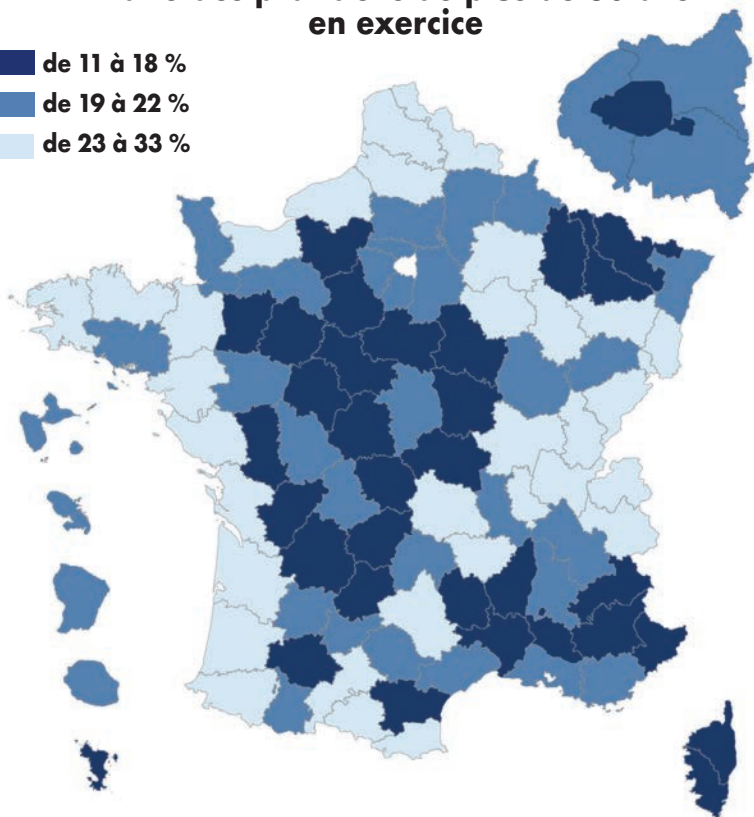 en exercice
de 11 à 18 %
de 19 à 22 %
de 23 à 33 %